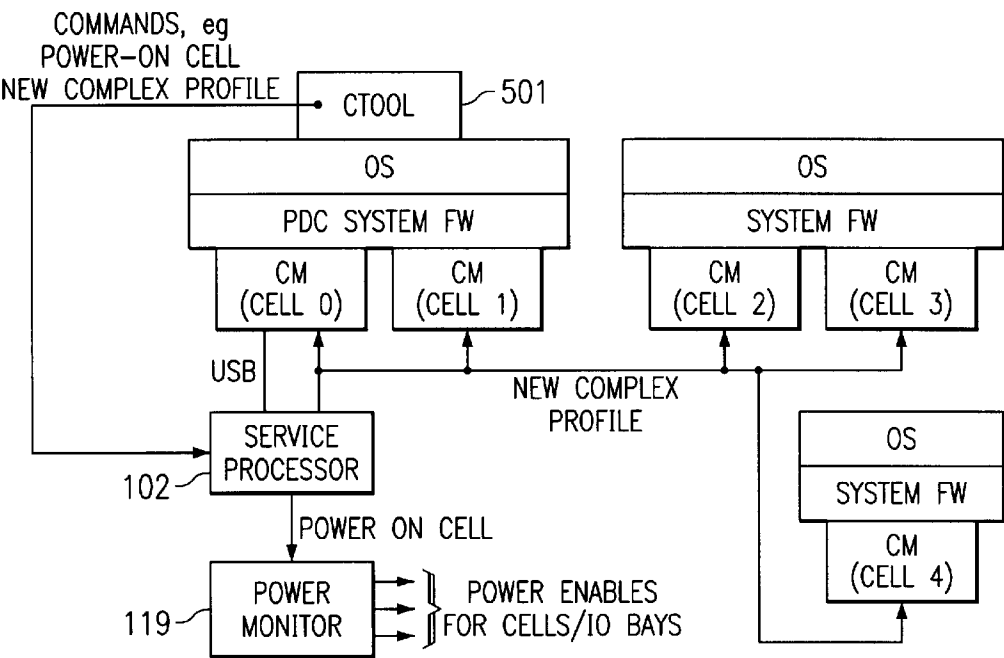 COMMANDS, eg
POWER-ON CELL
NEW COMPLEX PROFILE
CTOOL
501
OS
PDC SYSTEM FW
CM
(CELL 0)
CM
(CELL 1)
OS
SYSTEM FW
CM
(CELL 2)
CM
(CELL 3)
USB
NEW COMPLEX
PROFILE
SERVICE
PROCESSOR
102
OS
SYSTEM FW
CM
(CELL 4)
POWER ON CELL
POWER
MONITOR
119
POWER ENABLES
FOR CELLS/IO BAYS